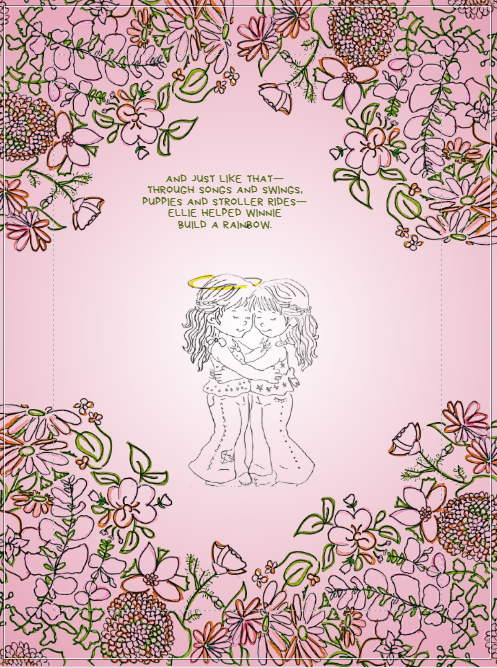 AND JUST LIKE THAT—
THROUGH SONGS AND SWINGS,
PUPPIES AND STROLLER RIDES—
ELLIE HELPED WINNIE
BUILD A RAINBOW.